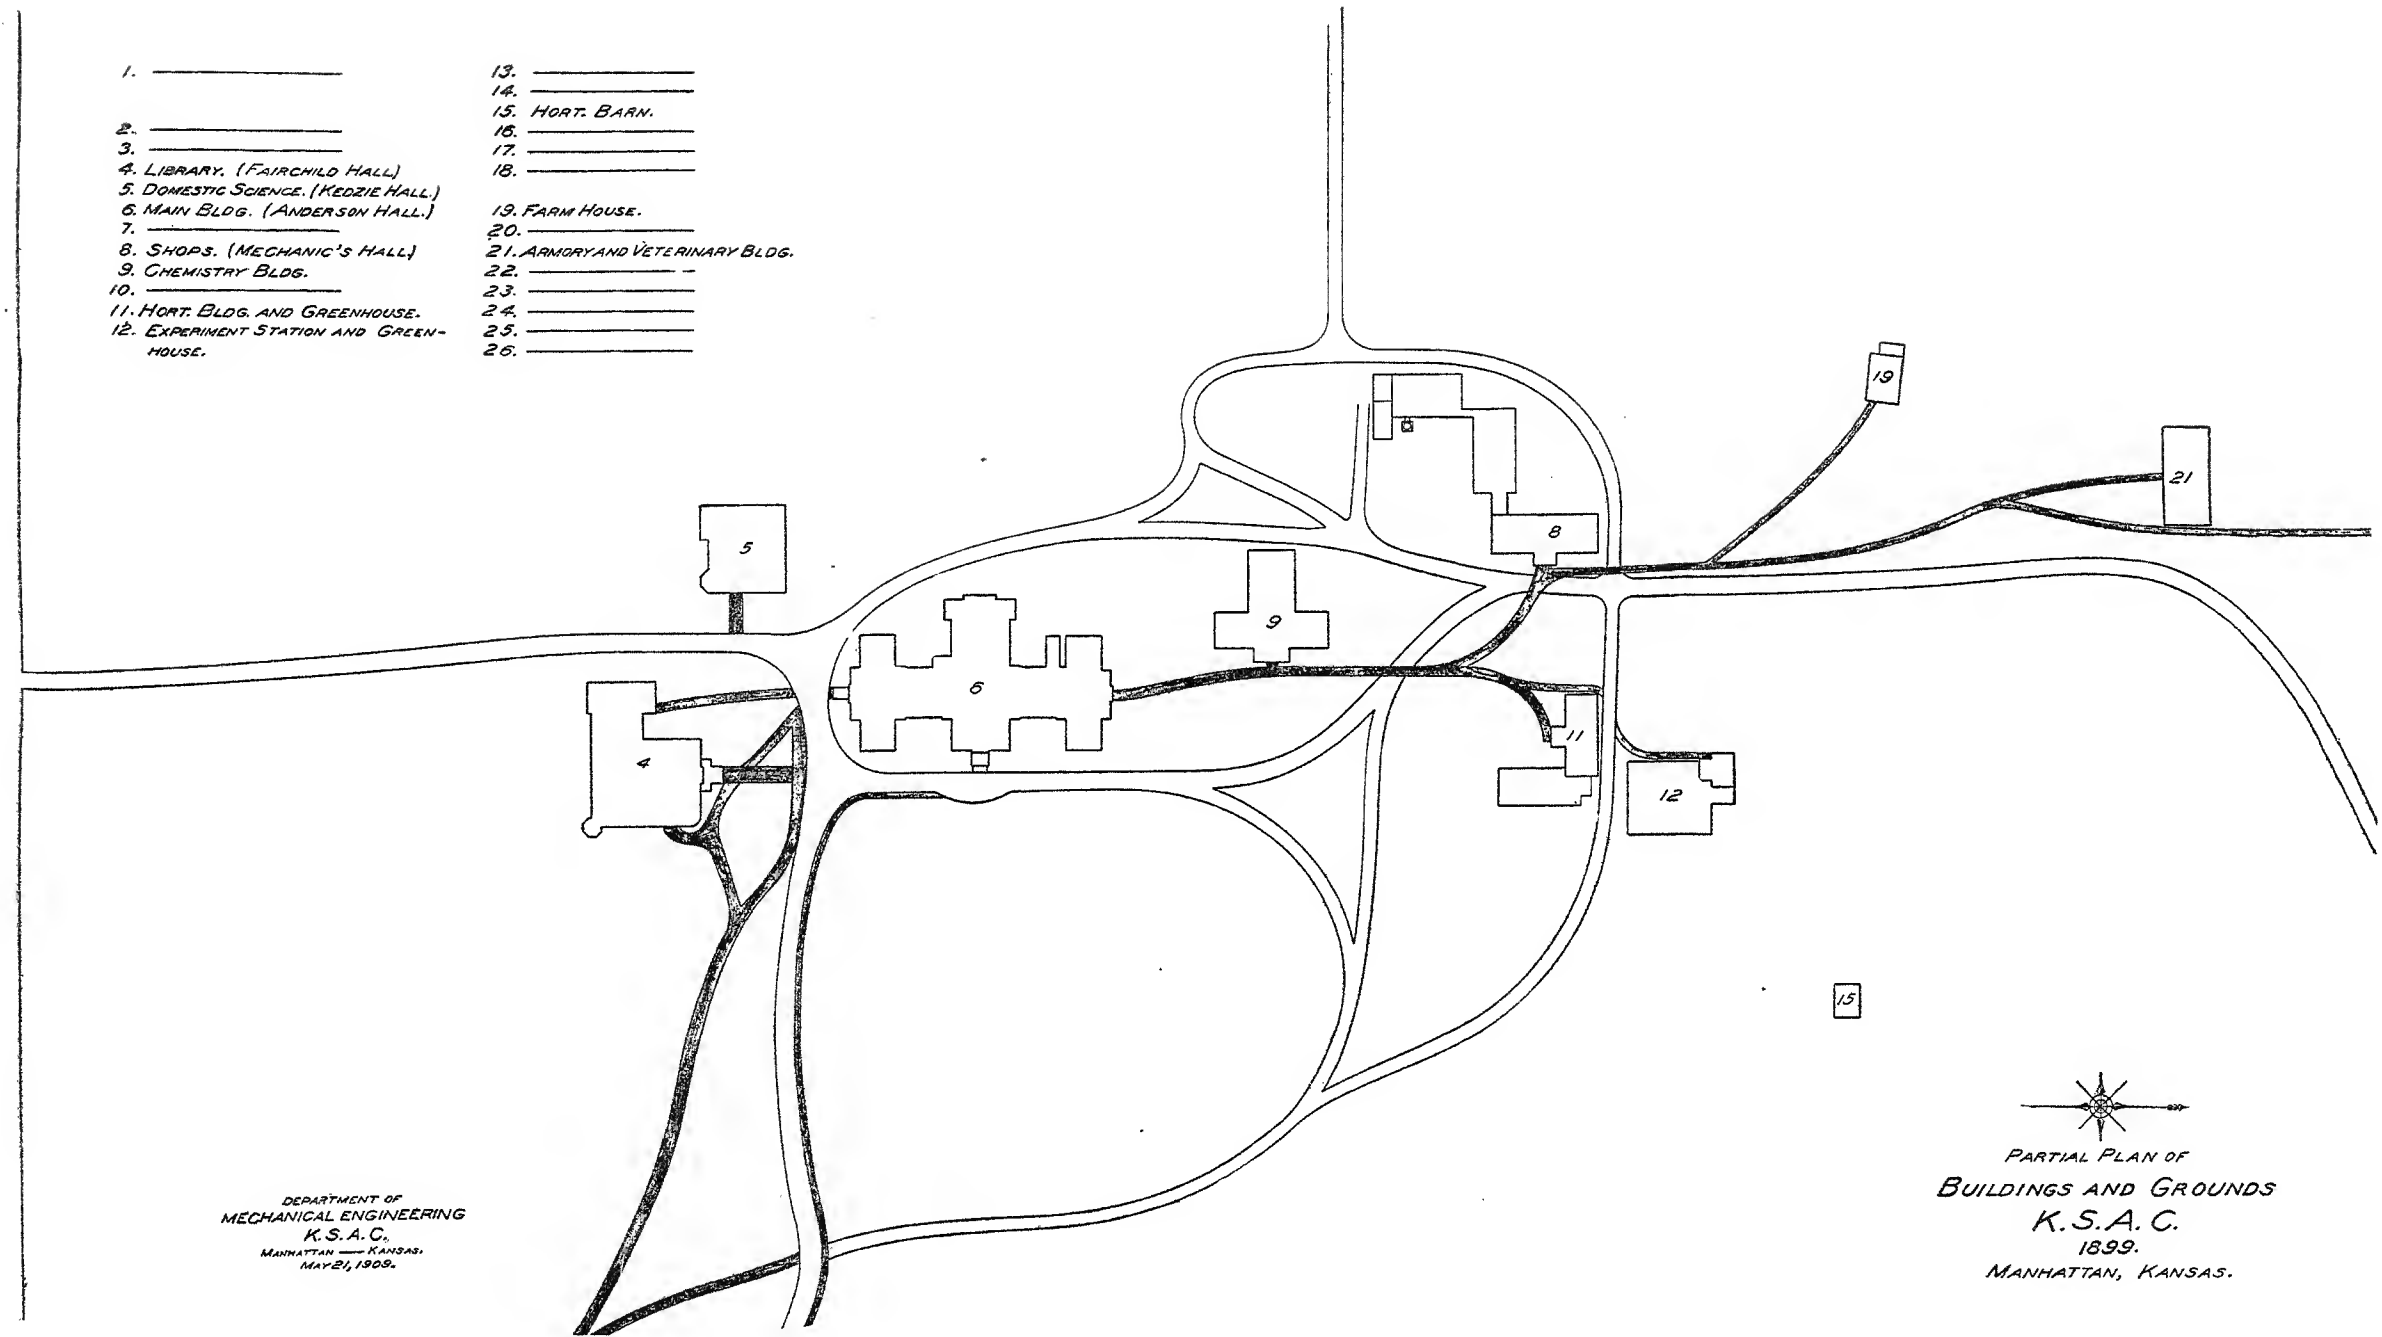 1.
2.
3.
4. LIBRARY. (FAIRCHILD HALL)
5. DOMESTIC SCIENCE. (KEDZIE HALL.)
6. MAIN BLDG. (ANDERSON HALL.)
7.
8. SHOPS. (MECHANIC'S HALL)
9. CHEMISTRY BLDG.
10.
11. HORT. BLDG. AND GREENHOUSE.
12. EXPERIMENT STATION AND GREEN-
HOUSE.
13.
14.
15. HORT. BARN.
16.
17.
18.
19. FARM HOUSE.
20.
21. ARMORY AND VETERINARY BLDG.
22.
23.
24.
25.
26.
19
21
8
5
9
6
11
4
12
15
DEPARTMENT OF
MECHANICAL ENGINEERING
K.S.A.C.,
MANHATTAN — KANSAS.
MAY 21, 1909.
PARTIAL PLAN OF
BUILDINGS AND GROUNDS
K.S.A.C.
1899.
MANHATTAN, KANSAS.